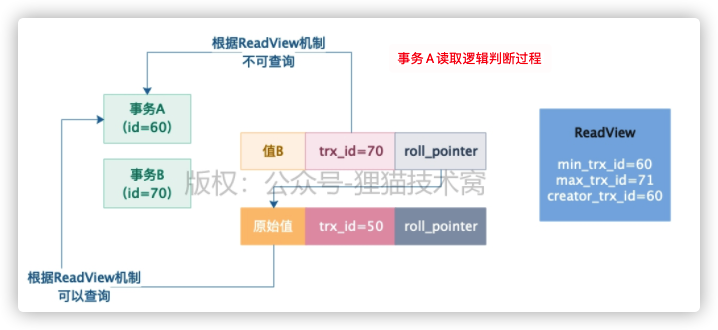 根据ReadView机制
不可查询
事务A读取逻辑判断过程
事务A
（id=60）
事务B
（id=70）
值B
trx_id=70
roll_pointer
版权：公众号-狸猫技术窝
原始值
trx_id=50
roll_pointer
ReadView
min_trx_id=60
max_trx_id=71
creator_trx_id=60
根据ReadView机制
可以查询